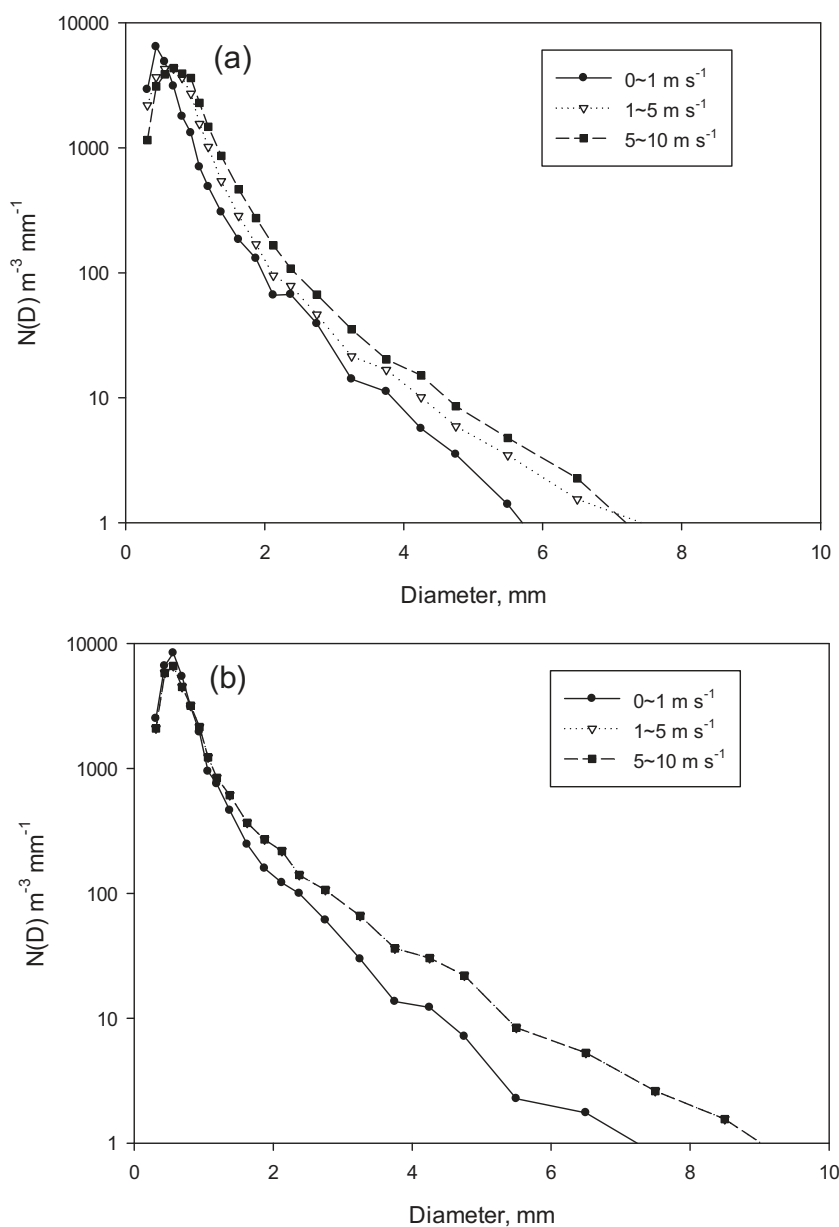 10000
(a)
0~1 m s⁻¹
1~5 m s⁻¹
5~10 m s⁻¹
1000
100
10
1
N(D) m⁻³ mm⁻¹
0 2 4 6 8 10
Diameter, mm
10000
(b)
0~1 m s⁻¹
1~5 m s⁻¹
5~10 m s⁻¹
1000
100
10
1
N(D) m⁻³ mm⁻¹
0 2 4 6 8 10
Diameter, mm